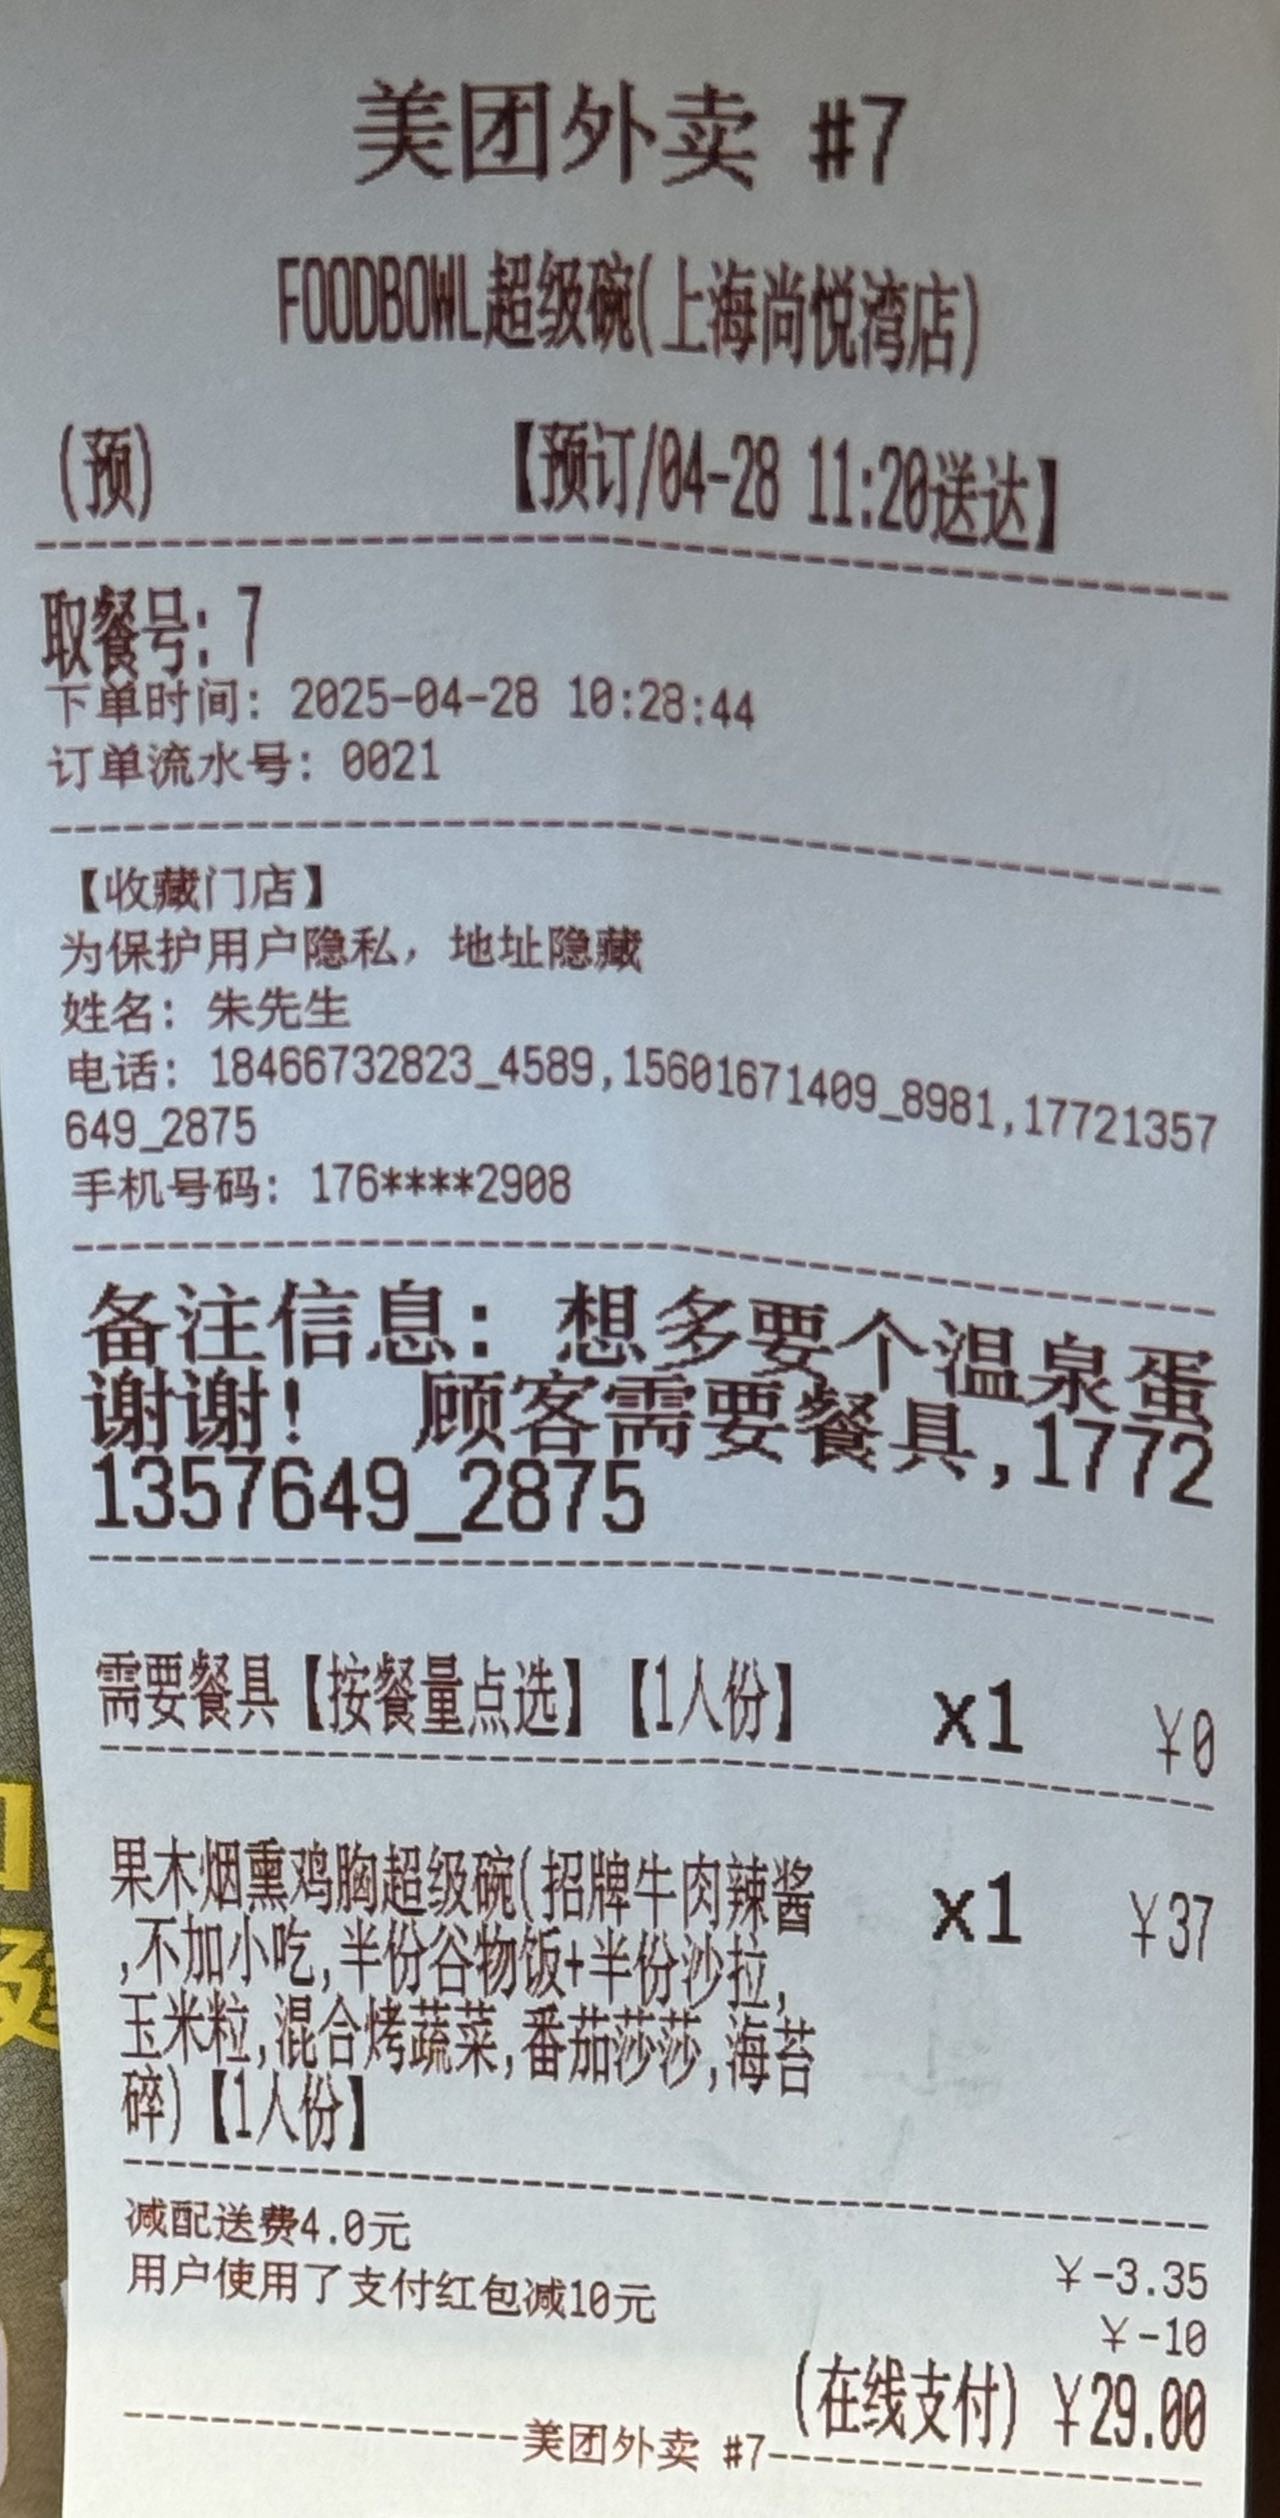 美团外卖 #7
FOODBOWL超级碗(上海尚悦湾店)
(预) 【预订/04-28 11:20送达】
取餐号: 7
下单时间: 2025-04-28 10:28:44
订单流水号: 0021
【收藏门店】
为保护用户隐私，地址隐藏
姓名: 朱先生
电话: 18466732823_4589,15601671409_8981,17721357
649_2875
手机号码: 176****2908
备注信息: 想多要个温泉蛋
谢谢! 顾客需要餐具,1772
1357649_2875
需要餐具【按餐量点选】【1人份】 x1 ¥0
果木烟熏鸡胸超级碗(招牌牛肉辣酱 x1 ¥37
,不加小吃,半份谷物饭+半份沙拉,
玉米粒,混合烤蔬菜,番茄莎莎,海苔
碎)【1人份】
减配送费4.0元 ¥-3.35
用户使用了支付红包减10元 ¥-10
(在线支付) ¥29.00
----------------美团外卖 #7----------------